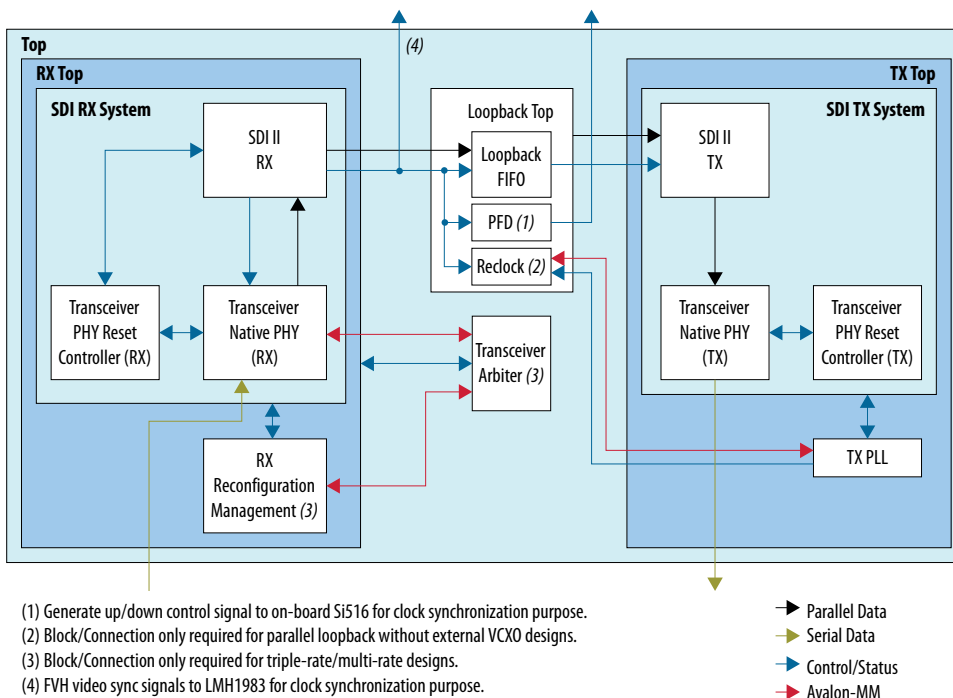 (4)
Top
RX Top
TX Top
SDI RX System
SDI TX System
SDI II
RX
Loopback Top
Loopback
FIFO
PFD (1)
Reclock (2)
SDI II
TX
Transceiver
PHY Reset
Controller (RX)
Transceiver
Native PHY
(RX)
Transceiver
Arbiter (3)
Transceiver
Native PHY
(TX)
Transceiver
PHY Reset
Controller (TX)
RX
Reconfiguration
Management (3)
TX PLL
(1) Generate up/down control signal to on-board Si516 for clock synchronization purpose.
(2) Block/Connection only required for parallel loopback without external VCXO designs.
(3) Block/Connection only required for triple-rate/multi-rate designs.
(4) FVH video sync signals to LMH1983 for clock synchronization purpose.
Parallel Data
Serial Data
Control/Status
Avalon-MM